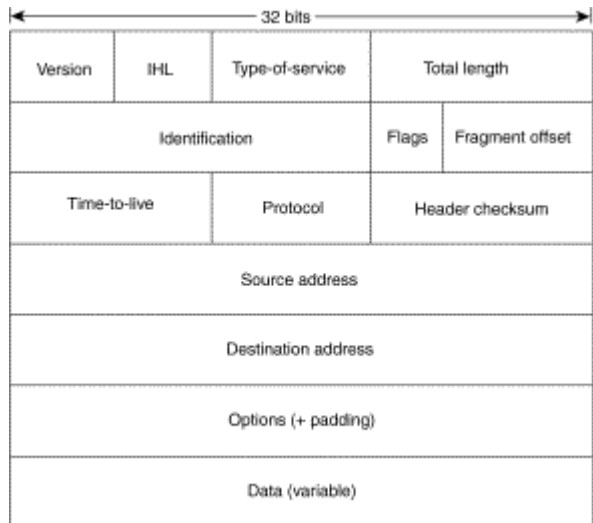 32 bits
Version IHL Type-of-service Total length
Identification Flags Fragment offset
Time-to-live Protocol Header checksum
Source address
Destination address
Options (+ padding)
Data (variable)